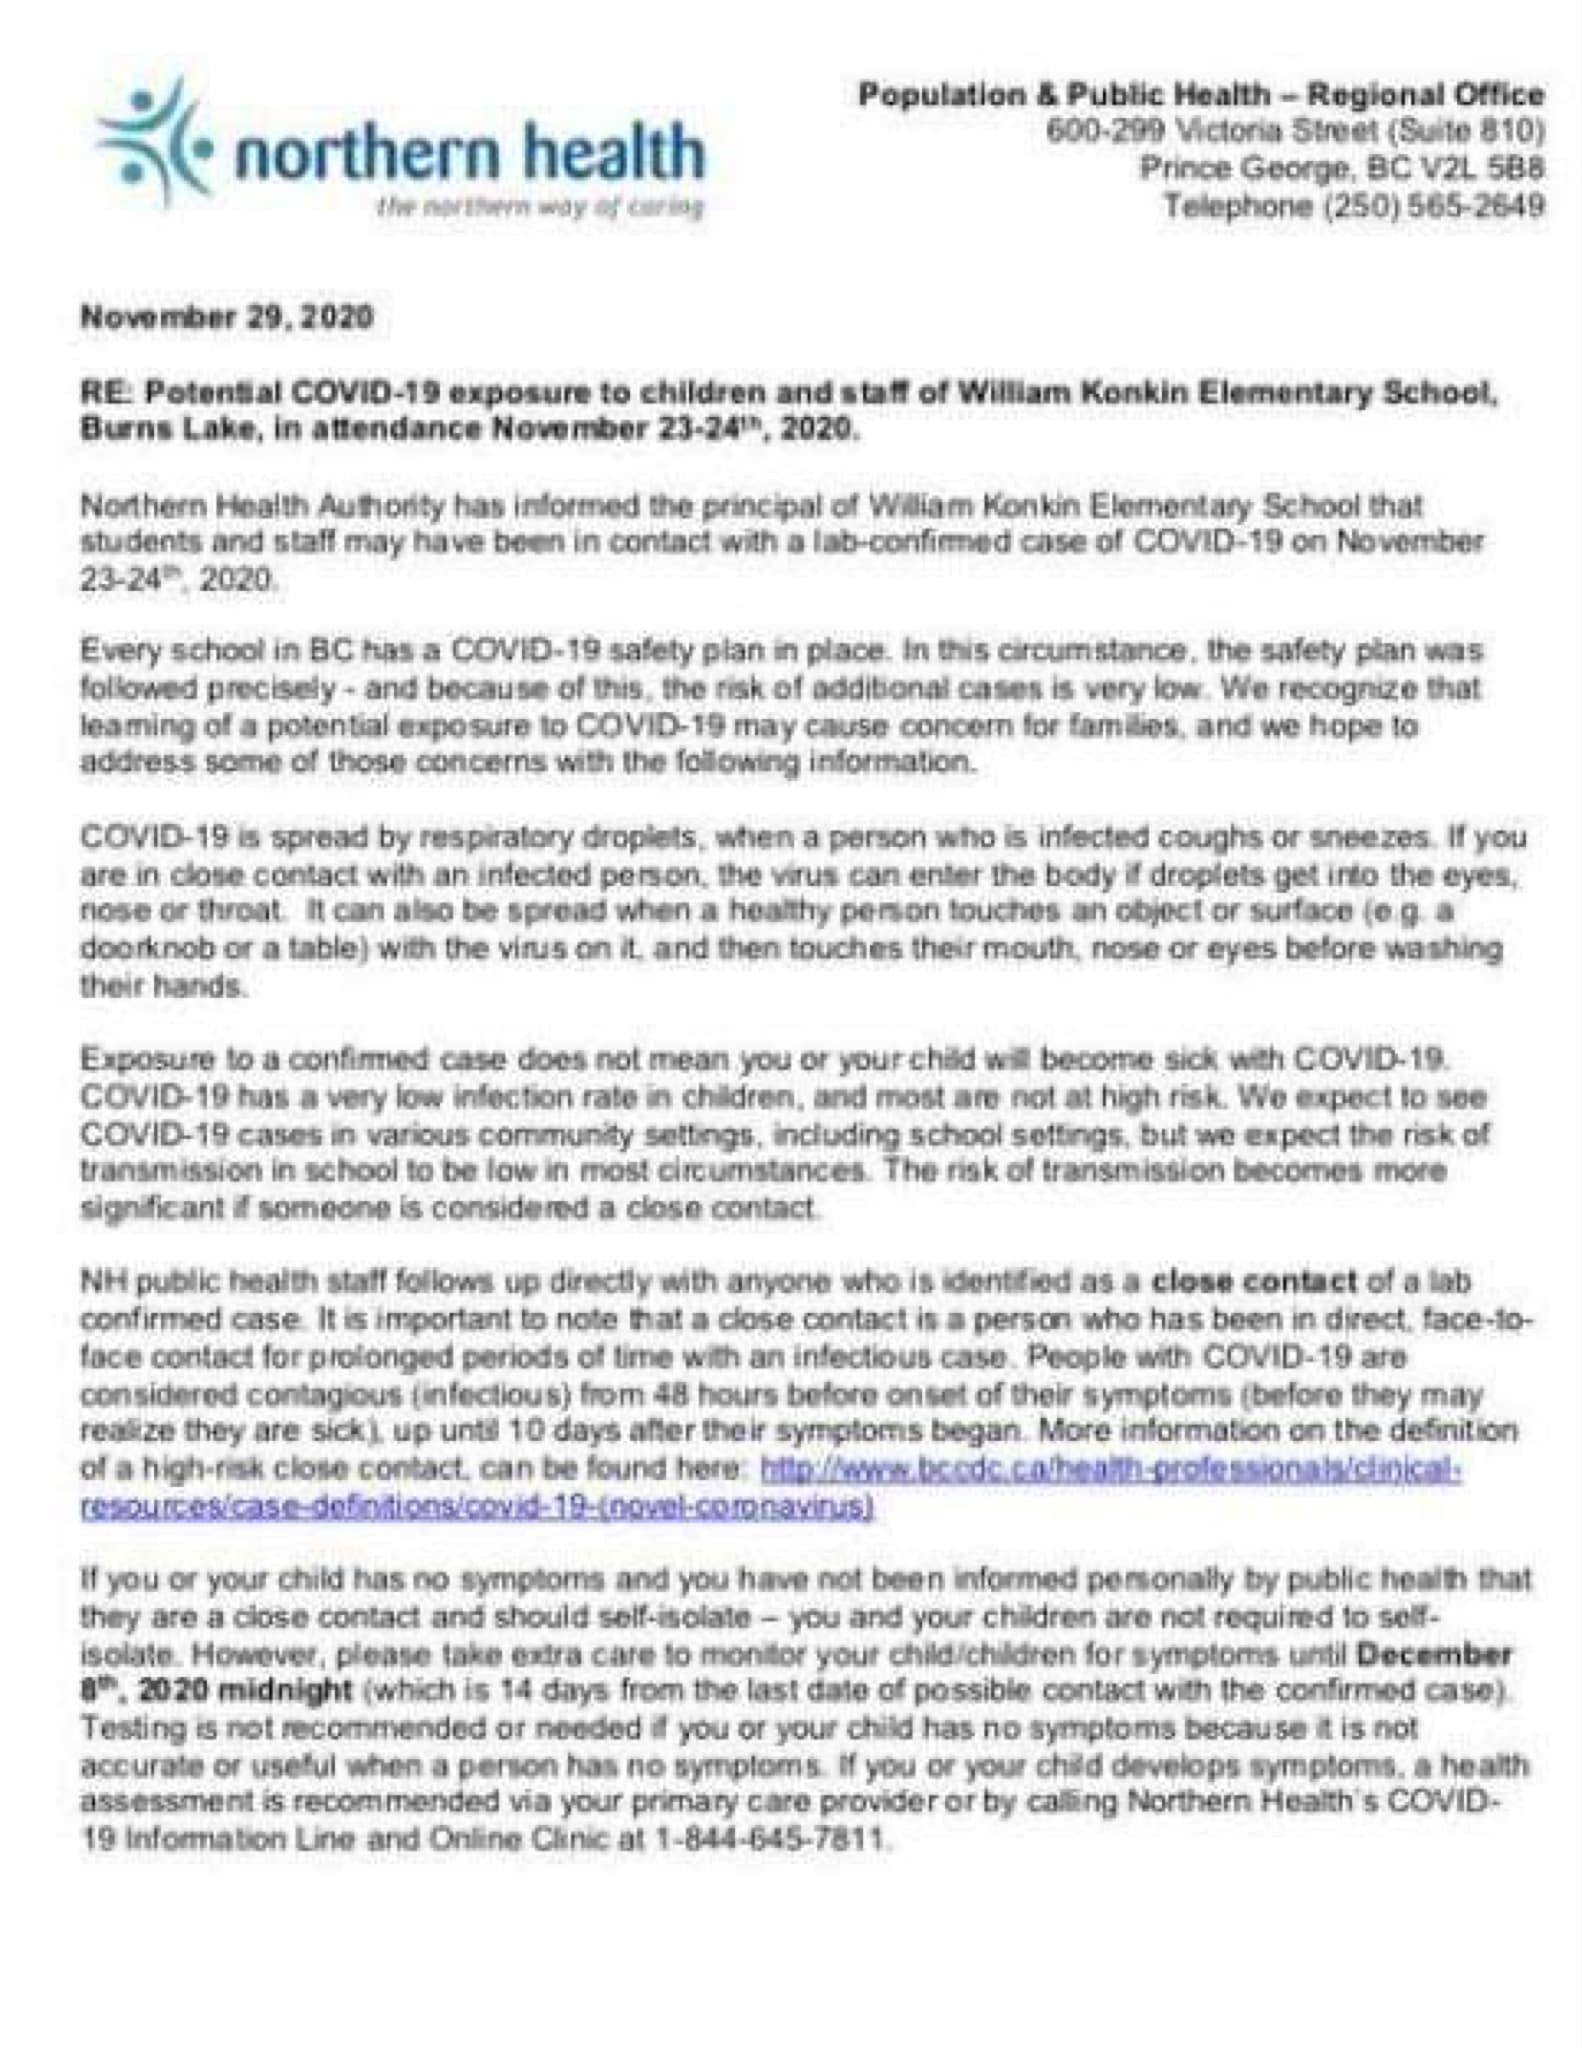 northern health
the northern way of caring
Population & Public Health – Regional Office
600-299 Victoria Street (Suite 810)
Prince George, BC V2L 5B8
Telephone (250) 565-2649
November 29, 2020
RE: Potential COVID-19 exposure to children and staff of William Konkin Elementary School,
Burns Lake, in attendance November 23-24th, 2020.
Northern Health Authority has informed the principal of William Konkin Elementary School that
students and staff may have been in contact with a lab-confirmed case of COVID-19 on November
23-24th, 2020.
Every school in BC has a COVID-19 safety plan in place. In this circumstance, the safety plan was
followed precisely - and because of this, the risk of additional cases is very low. We recognize that
learning of a potential exposure to COVID-19 may cause concern for families, and we hope to
address some of those concerns with the following information.
COVID-19 is spread by respiratory droplets, when a person who is infected coughs or sneezes. If you
are in close contact with an infected person, the virus can enter the body if droplets get into the eyes,
nose or throat. It can also be spread when a healthy person touches an object or surface (e.g. a
doorknob or a table) with the virus on it, and then touches their mouth, nose or eyes before washing
their hands.
Exposure to a confirmed case does not mean you or your child will become sick with COVID-19.
COVID-19 has a very low infection rate in children, and most are not at high risk. We expect to see
COVID-19 cases in various community settings, including school settings, but we expect the risk of
transmission in school to be low in most circumstances. The risk of transmission becomes more
significant if someone is considered a close contact.
NH public health staff follows up directly with anyone who is identified as a close contact of a lab
confirmed case. It is important to note that a close contact is a person who has been in direct, face-to-
face contact for prolonged periods of time with an infectious case. People with COVID-19 are
considered contagious (infectious) from 48 hours before onset of their symptoms (before they may
realize they are sick), up until 10 days after their symptoms began. More information on the definition
of a high-risk close contact, can be found here: http://www.bccdc.ca/health-professionals/clinical-
resources/case-definitions/covid-19-(novel-coronavirus)
If you or your child has no symptoms and you have not been informed personally by public health that
they are a close contact and should self-isolate – you and your children are not required to self-
isolate. However, please take extra care to monitor your child/children for symptoms until December
8th, 2020 midnight (which is 14 days from the last date of possible contact with the confirmed case).
Testing is not recommended or needed if you or your child has no symptoms because it is not
accurate or useful when a person has no symptoms. If you or your child develops symptoms, a health
assessment is recommended via your primary care provider or by calling Northern Health's COVID-
19 Information Line and Online Clinic at 1-844-645-7811.